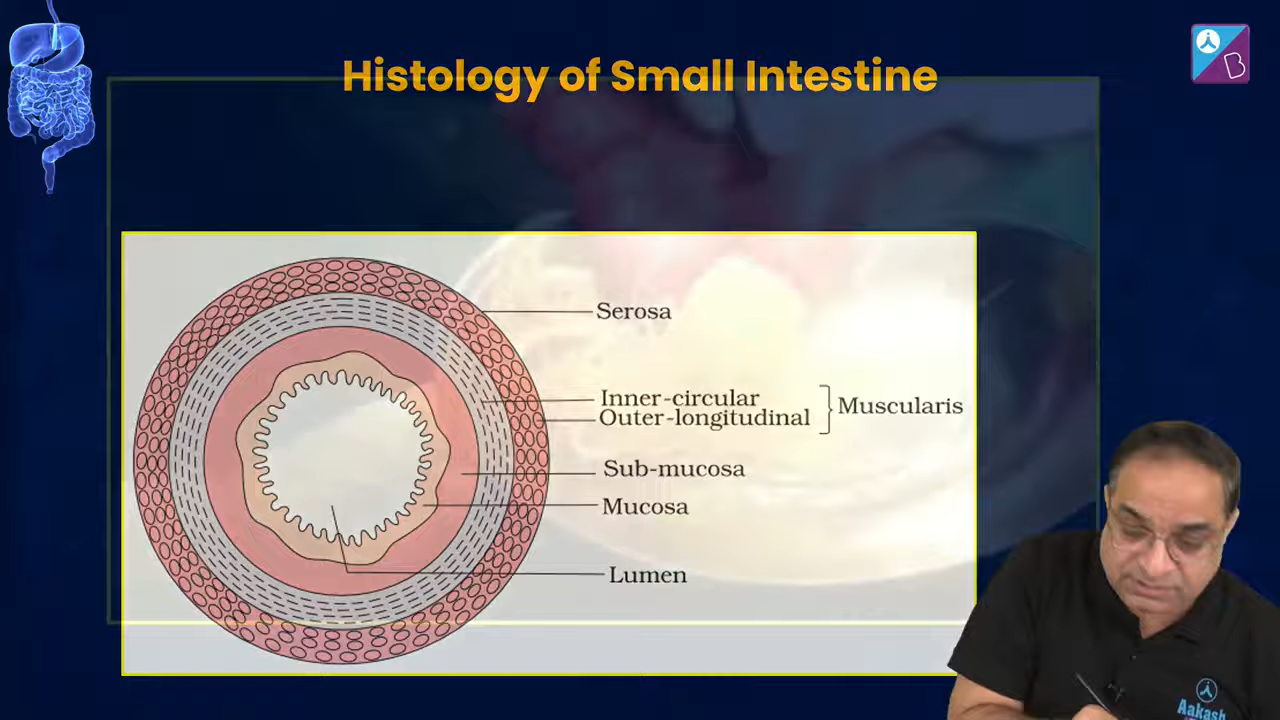 Histology of Small Intestine
Serosa
Inner-circular
Outer-longitudinal
Muscularis
Sub-mucosa
Mucosa
Lumen
B
Aakash